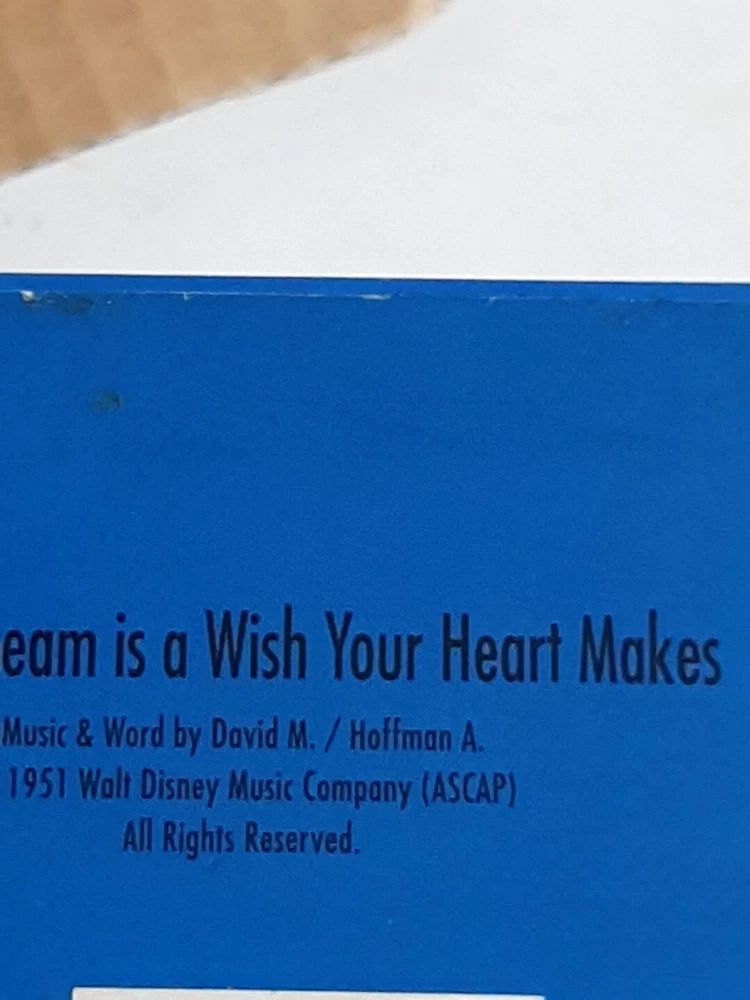 eam is a Wish Your Heart Makes
Music & Word by David M. / Hoffman A.
1951 Walt Disney Music Company (ASCAP)
All Rights Reserved.